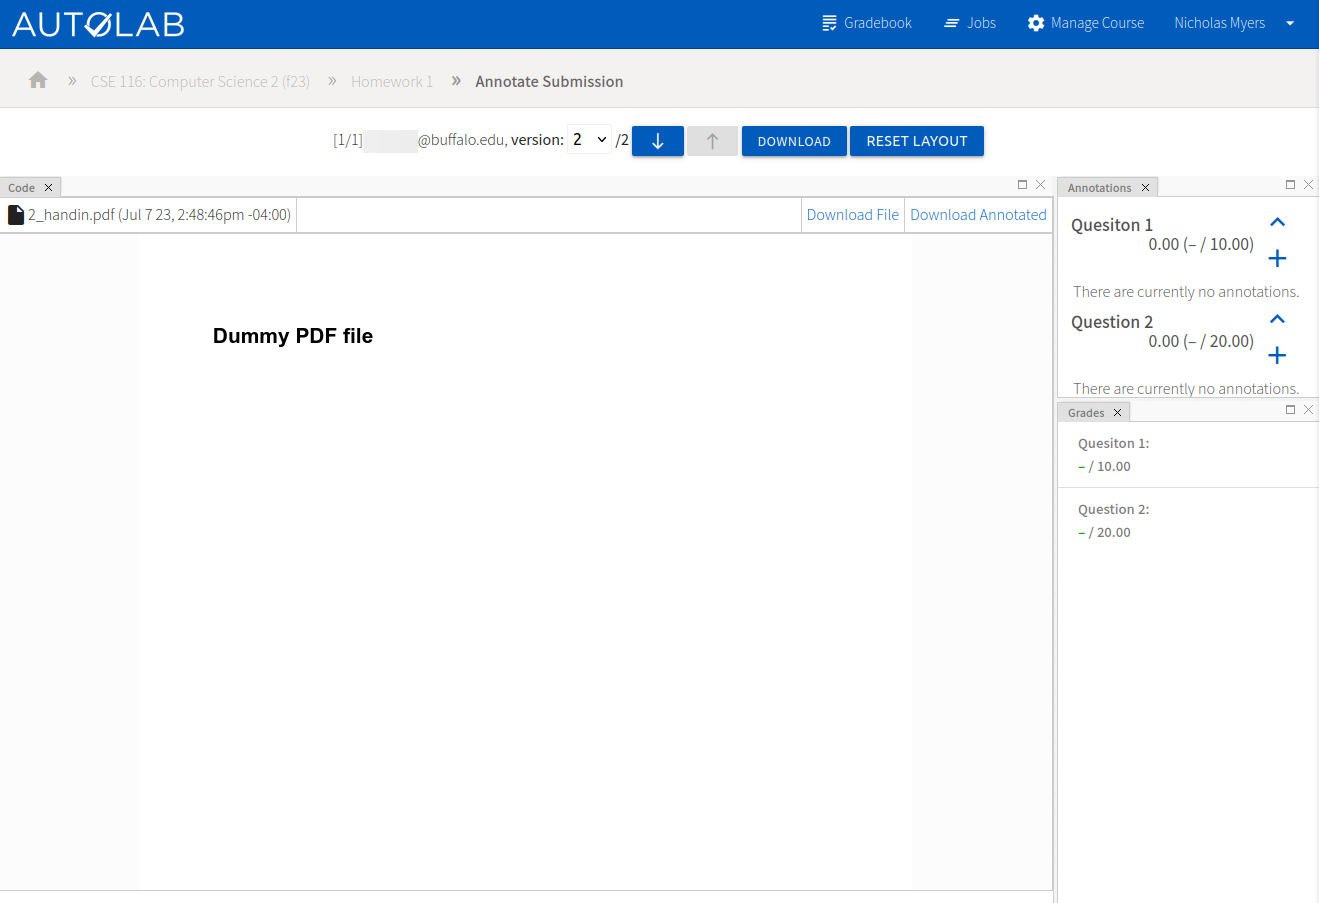 AUTOLAB
Gradebook Jobs Manage Course Nicholas Myers
» CSE 116: Computer Science 2 (f23) » Homework 1 » Annotate Submission
[1/1] @buffalo.edu, version: 2 /2 DOWNLOAD RESET LAYOUT
Code
2_handin.pdf (Jul 7 23, 2:48:46pm -04:00) Download File Download Annotated
Dummy PDF file
Annotations
Quesiton 1
0.00 (– / 10.00)
There are currently no annotations.
Question 2
0.00 (– / 20.00)
There are currently no annotations.
Grades
Quesiton 1:
– / 10.00
Question 2:
– / 20.00